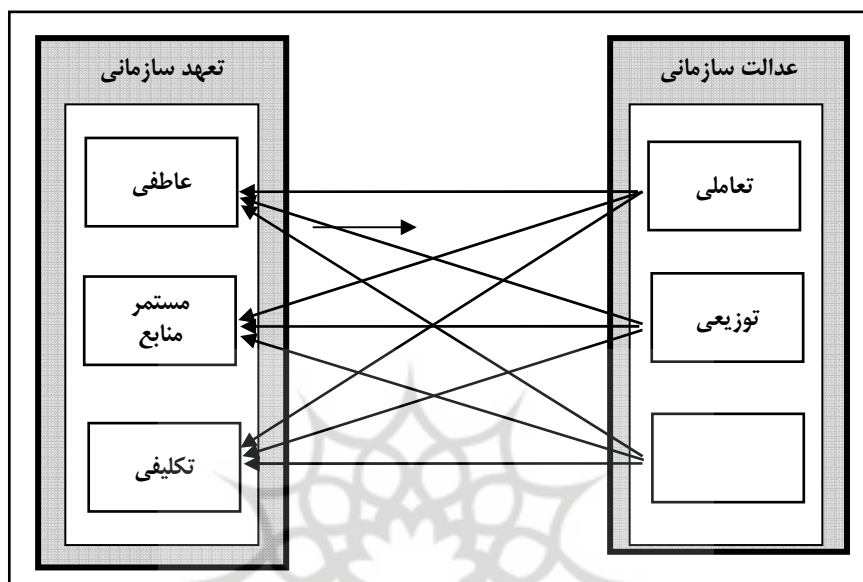 عدالت سازمانی
تعاملی
توزیعی
تعهد سازمانی
عاطفی
مستمر
منابع
تکلیفی